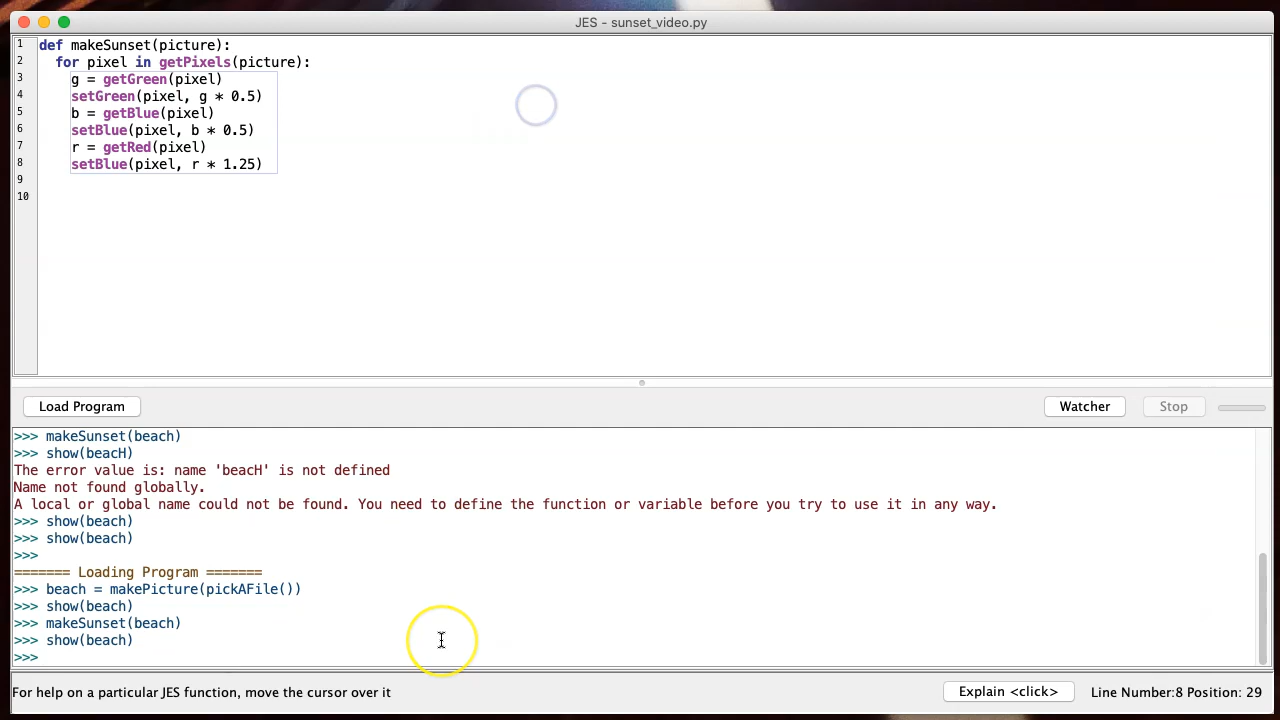 JES - sunset_video.py
1 def makeSunset(picture):
2 for pixel in getPixels(picture):
3 g = getGreen(pixel)
4 setGreen(pixel, g * 0.5)
5 b = getBlue(pixel)
6 setBlue(pixel, b * 0.5)
7 r = getRed(pixel)
8 setBlue(pixel, r * 1.25)
9
10
Load Program Watcher Stop
>>> makeSunset(beach)
>>> show(beacH)
The error value is: name 'beacH' is not defined
Name not found globally.
A local or global name could not be found. You need to define the function or variable before you try to use it in any way.
>>> show(beach)
>>> show(beach)
>>>
======= Loading Program =======
>>> beach = makePicture(pickAFile())
>>> show(beach)
>>> makeSunset(beach)
>>> show(beach)
>>>
For help on a particular JES function, move the cursor over it Explain <click> Line Number:8 Position: 29